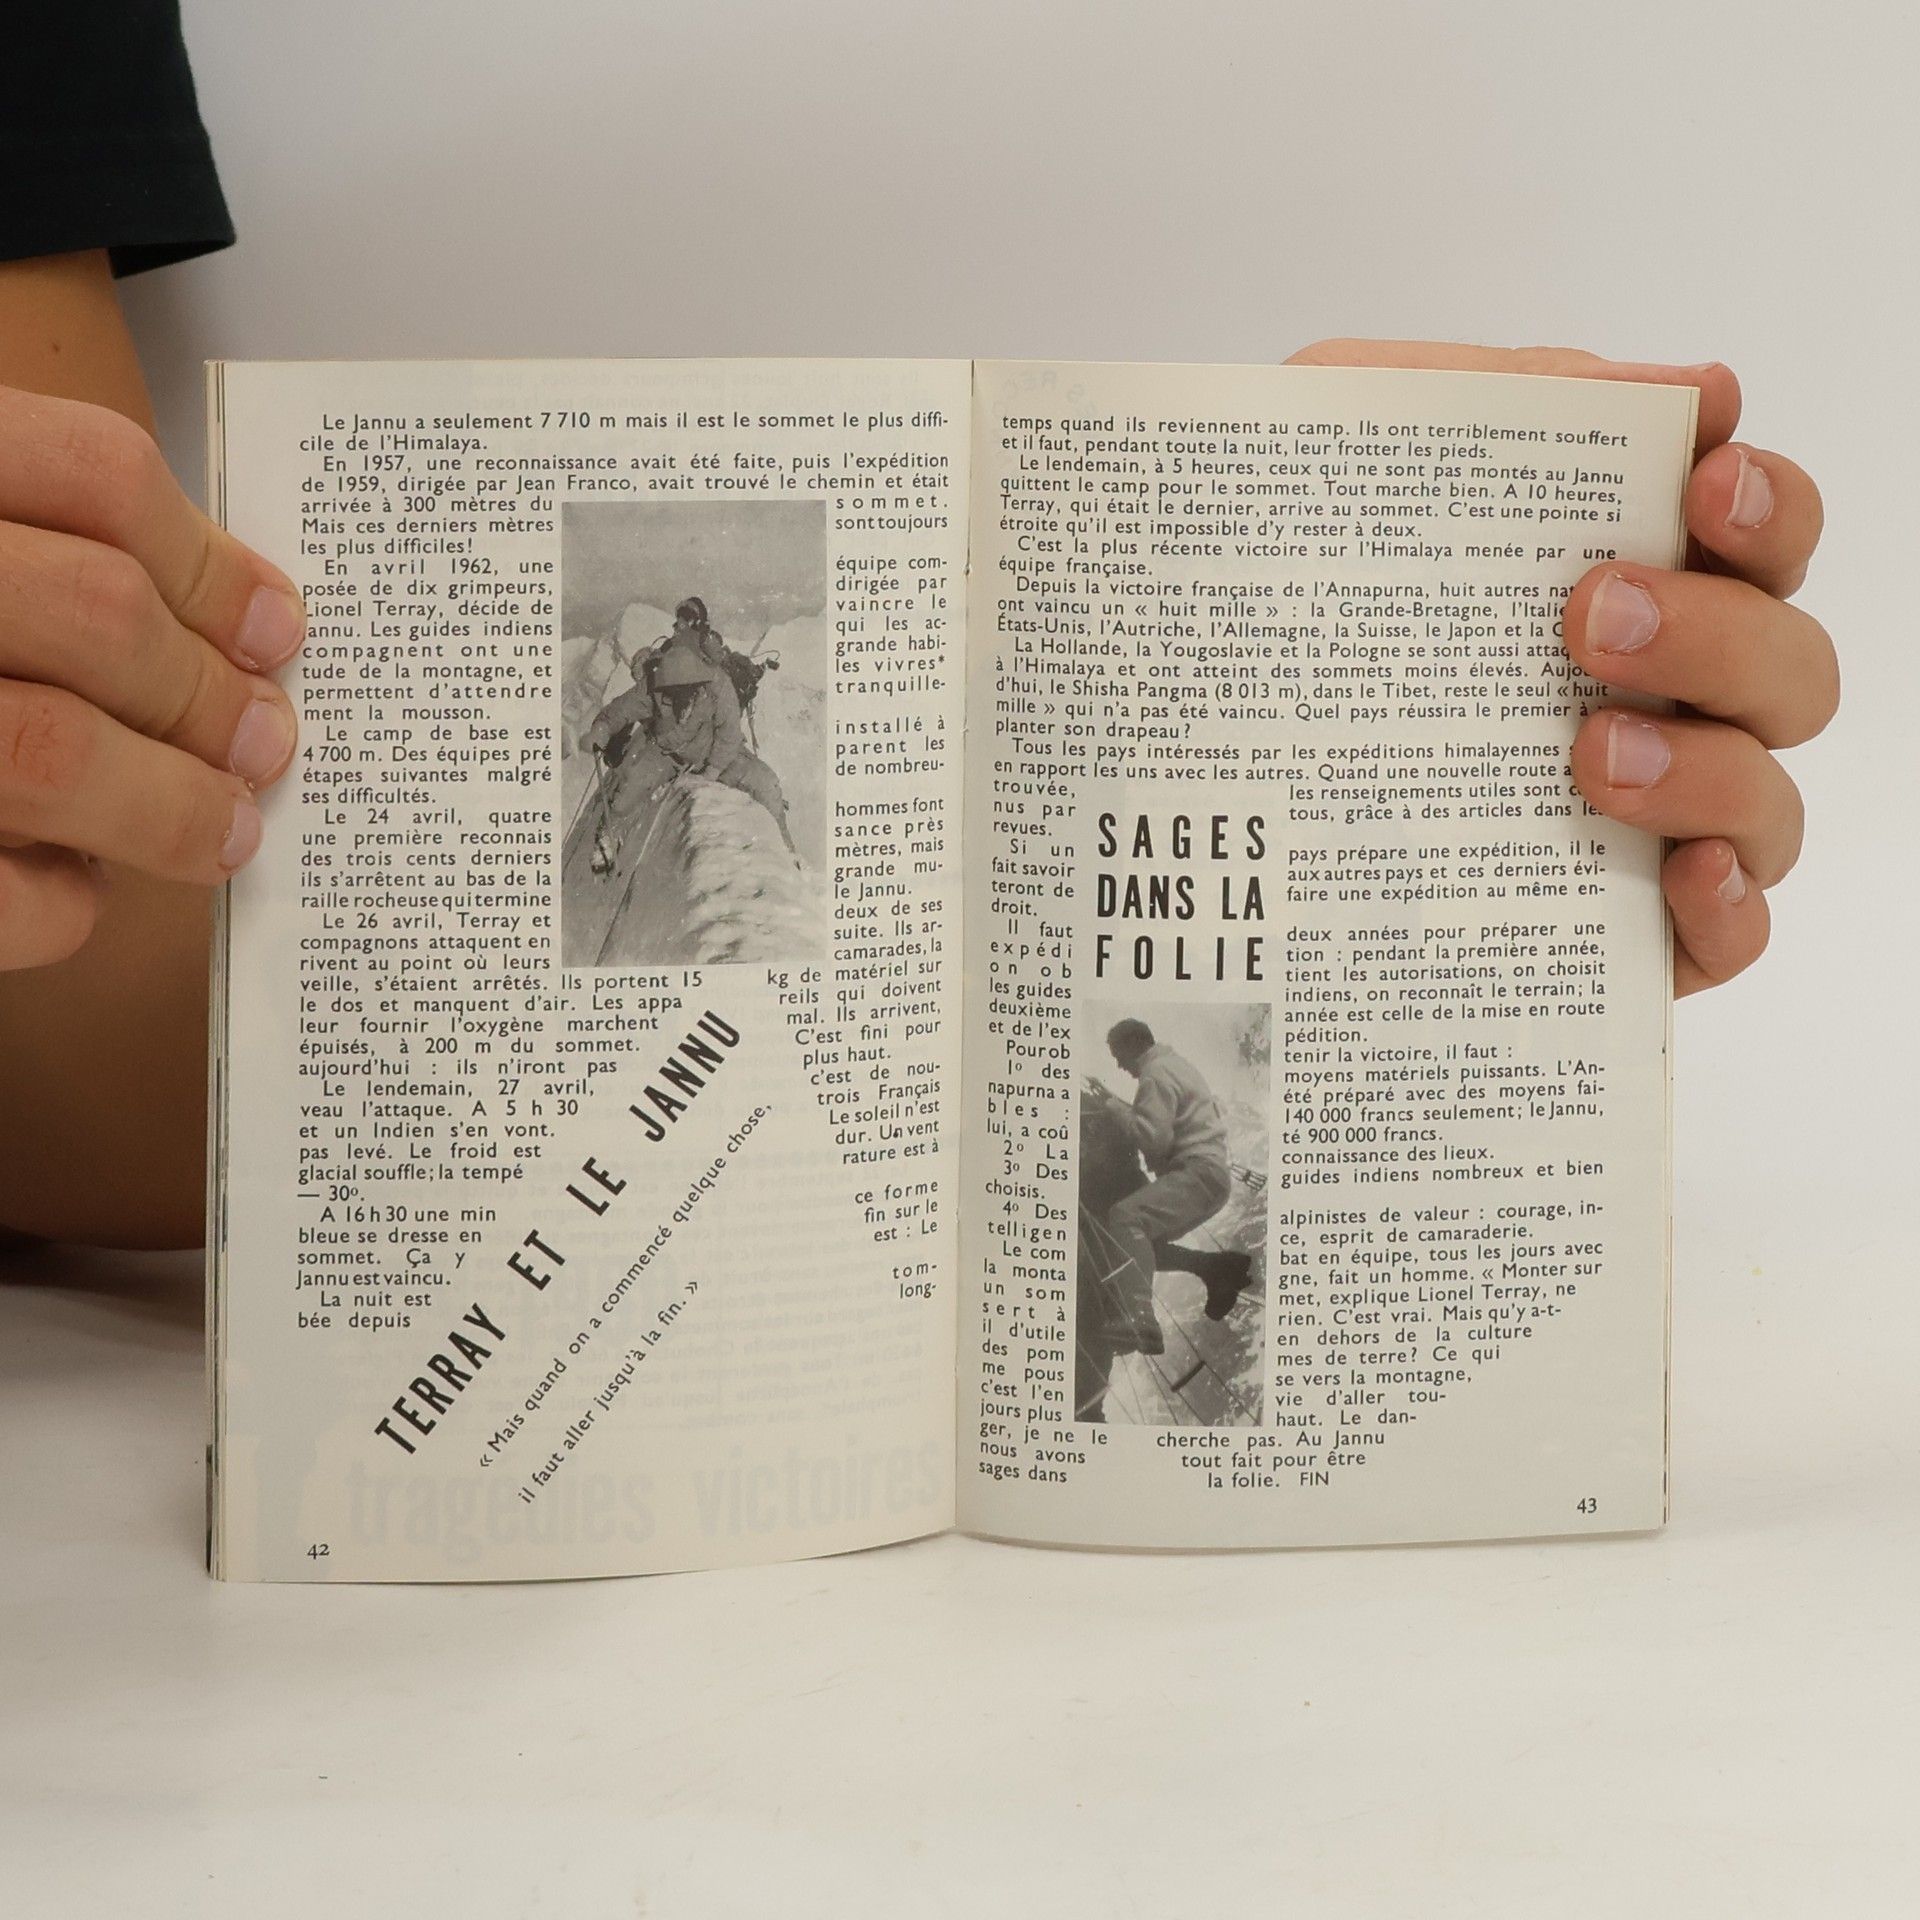 Le Jannu a seulement 7 710 m mais il est le sommet le plus diffi-
cile de l'Himalaya.
En 1957, une reconnaissance avait été faite, puis l'expédition
de 1959, dirigée par Jean Franco, avait trouvé le chemin et était
arrivée à 300 mètres du sommet.
Mais ces derniers mètres sont toujours
les plus difficiles!
En avril 1962, une équipe com-
posée de dix grimpeurs, dirigée par
Lionel Terray, décide de vaincre le
Jannu. Les guides indiens qui les ac-
compagnent ont une grande habi-
tude de la montagne, et les vivres*
permettent d'attendre tranquille-
ment la mousson.
Le camp de base est installé à
4 700 m. Des équipes pré parent les
étapes suivantes malgré de nombreu-
ses difficultés.
Le 24 avril, quatre hommes font
une première reconnais sance près
des trois cents derniers mètres, mais
ils s'arrêtent au bas de la grande mu-
raille rocheuse qui termine le Jannu.
Le 26 avril, Terray et deux de ses
compagnons attaquent en suite. Ils ar-
rivent au point où leurs camarades, la
veille, s'étaient arrêtés. Ils portent 15 kg de matériel sur
le dos et manquent d'air. Les appa reils qui doivent
leur fournir l'oxygène marchent mal. Ils arrivent,
épuisés, à 200 m du sommet. C'est fini pour
aujourd'hui : ils n'iront pas plus haut.
Le lendemain, 27 avril, c'est de nou-
veau l'attaque. A 5 h 30 trois Français
et un Indien s'en vont. Le soleil n'est
pas levé. Le froid est dur. Un vent
glacial souffle; la tempé rature est à
— 30º.
A 16 h 30 une min ce forme
bleue se dresse en fin sur le
sommet. Ça y est : Le
Jannu est vaincu.
La nuit est tom-
bée depuis long-
TERRAY ET LE JANNU
« Mais quand on a commencé quelque chose,
il faut aller jusqu'à la fin. »
42
temps quand ils reviennent au camp. Ils ont terriblement souffert
et il faut, pendant toute la nuit, leur frotter les pieds.
Le lendemain, à 5 heures, ceux qui ne sont pas montés au Jannu
quittent le camp pour le sommet. Tout marche bien. A 10 heures,
Terray, qui était le dernier, arrive au sommet. C'est une pointe si
étroite qu'il est impossible d'y rester à deux.
C'est la plus récente victoire sur l'Himalaya menée par une
équipe française.
Depuis la victoire française de l'Annapurna, huit autres
ont vaincu un « huit mille » : la Grande-Bretagne,
États-Unis, l'Autriche, l'Allemagne, la Suisse, le Japon et la
La Hollande, la Yougoslavie et la Pologne se sont aussi
à l'Himalaya et ont atteint des sommets moins élevés.
d'hui, le Shisha Pangma (8 013 m), dans le Tibet, reste le seul « huit
mille » qui n'a pas été vaincu. Quel pays réussira le premier à
planter son drapeau?
Tous les pays intéressés par les expéditions himalayennes
en rapport les uns avec les autres. Quand une nouvelle route
trouvée, les renseignements utiles sont
nus par tous, grâce à des articles dans
revues.
Si un pays prépare une expédition, il le
fait savoir aux autres pays et ces derniers évi-
teront de faire une expédition au même en-
droit.
Il faut deux années pour préparer une
expédi tion : pendant la première année,
on ob tient les autorisations, on choisit
les guides indiens, on reconnaît le terrain; la
deuxième année est celle de la mise en route
et de l'ex pédition.
Pour ob tenir la victoire, il faut :
1º des moyens matériels puissants. L'An-
napurna a été préparé avec des moyens fai-
bles : 140 000 francs seulement; le Jannu,
lui, a coû té 900 000 francs.
2º La connaissance des lieux.
3º Des guides indiens nombreux et bien
choisis.
4º Des alpinistes de valeur : courage, in-
telligen ce, esprit de camaraderie.
Le com bat en équipe, tous les jours avec
la monta gne, fait un homme. « Monter sur
un som met, explique Lionel Terray, ne
sert à rien. C'est vrai. Mais qu'y a-t-
il d'utile en dehors de la culture
des pom mes de terre? Ce qui
me pous se vers la montagne,
c'est l'en vie d'aller tou-
jours plus haut. Le dan-
ger, je ne le cherche pas. Au Jannu
nous avons tout fait pour être
sages dans la folie. FIN
SAGES
DANS LA
FOLIE
43